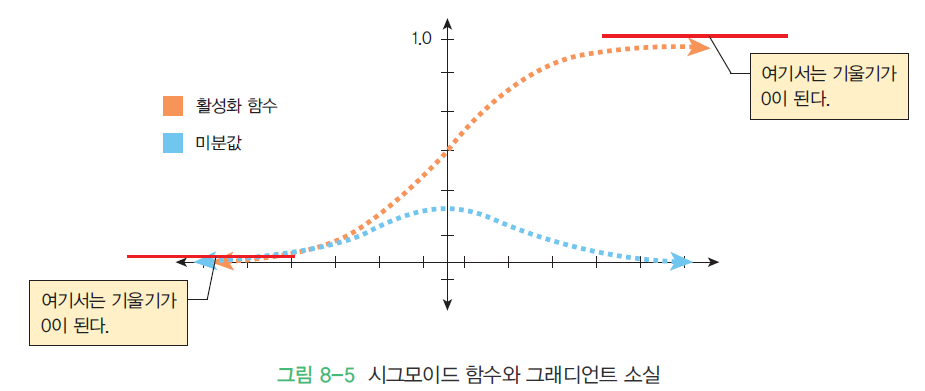 1.0
여기서는 기울기가
0이 된다.
활성화 함수
미분값
여기서는 기울기가
0이 된다.
그림 8-5 시그모이드 함수와 그래디언트 소실